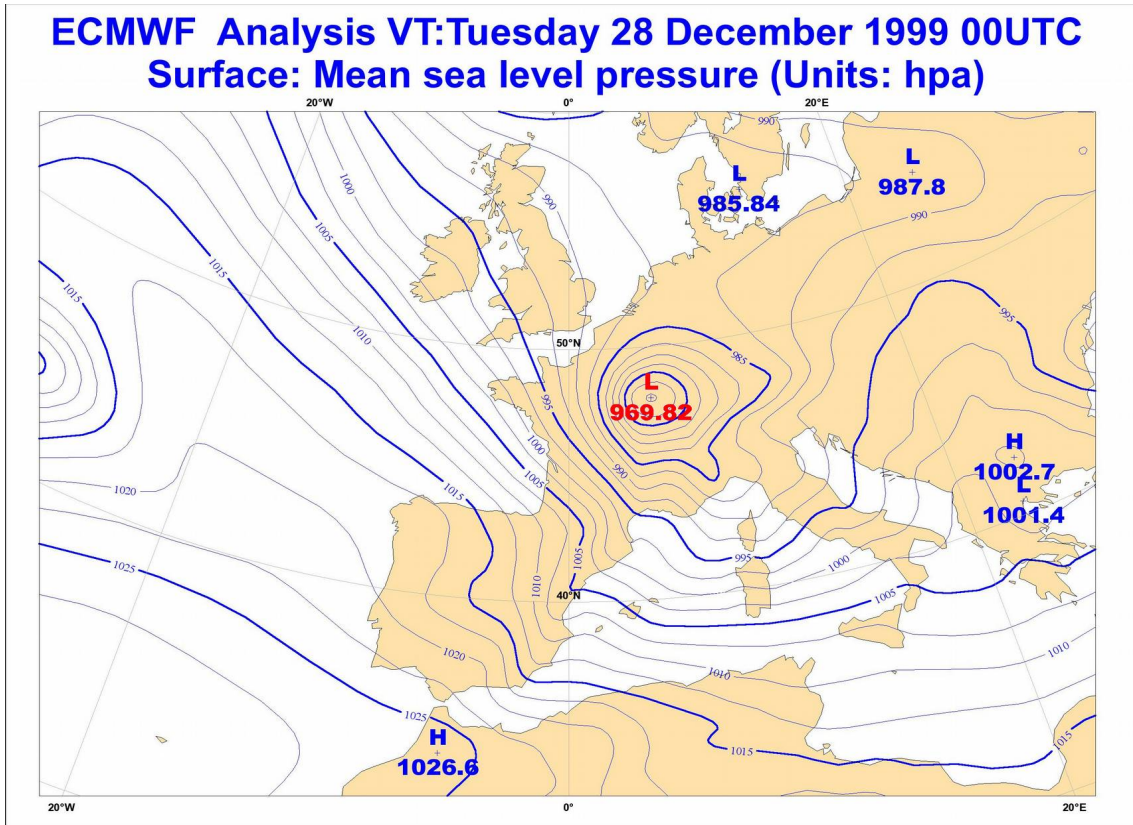 ECMWF Analysis VT:Tuesday 28 December 1999 00UTC
Surface: Mean sea level pressure (Units: hpa)
20°W 0° 20°E
990
L
987.8
L
985.84
1000
990
990
1005
1015
1015
1010
995
50°N
985
L
969.82
995
1000
H
1002.7
990
1005
L
1001.4
1020
1015
995
1000
1005
1025
1010
40°N
1005
1020
1010
1010
1025
H
1026.6
1015
1015
20°W 0° 20°E